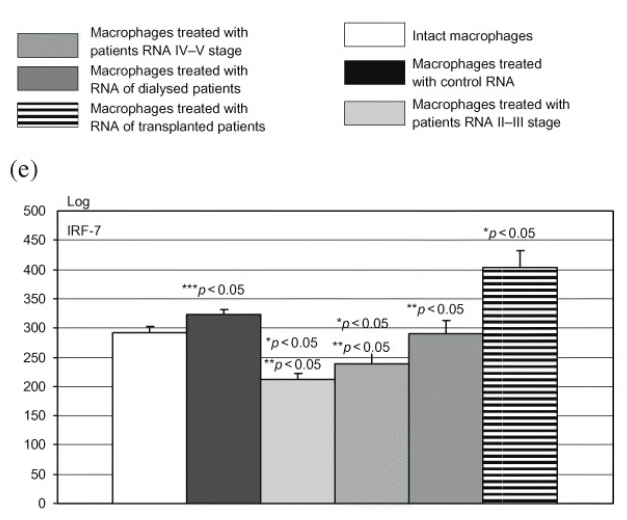 Macrophages treated with
patients RNA IV–V stage
Macrophages treated with
RNA of dialysed patients
Macrophages treated with
RNA of transplanted patients
Intact macrophages
Macrophages treated
with control RNA
Macrophages treated with
patients RNA II–III stage
(e)
Log
IRF-7
500
450
400
350
300
250
200
150
100
50
0
***p<0.05
*p<0.05
**p<0.05
*p<0.05
**p<0.05
**p<0.05
*p<0.05